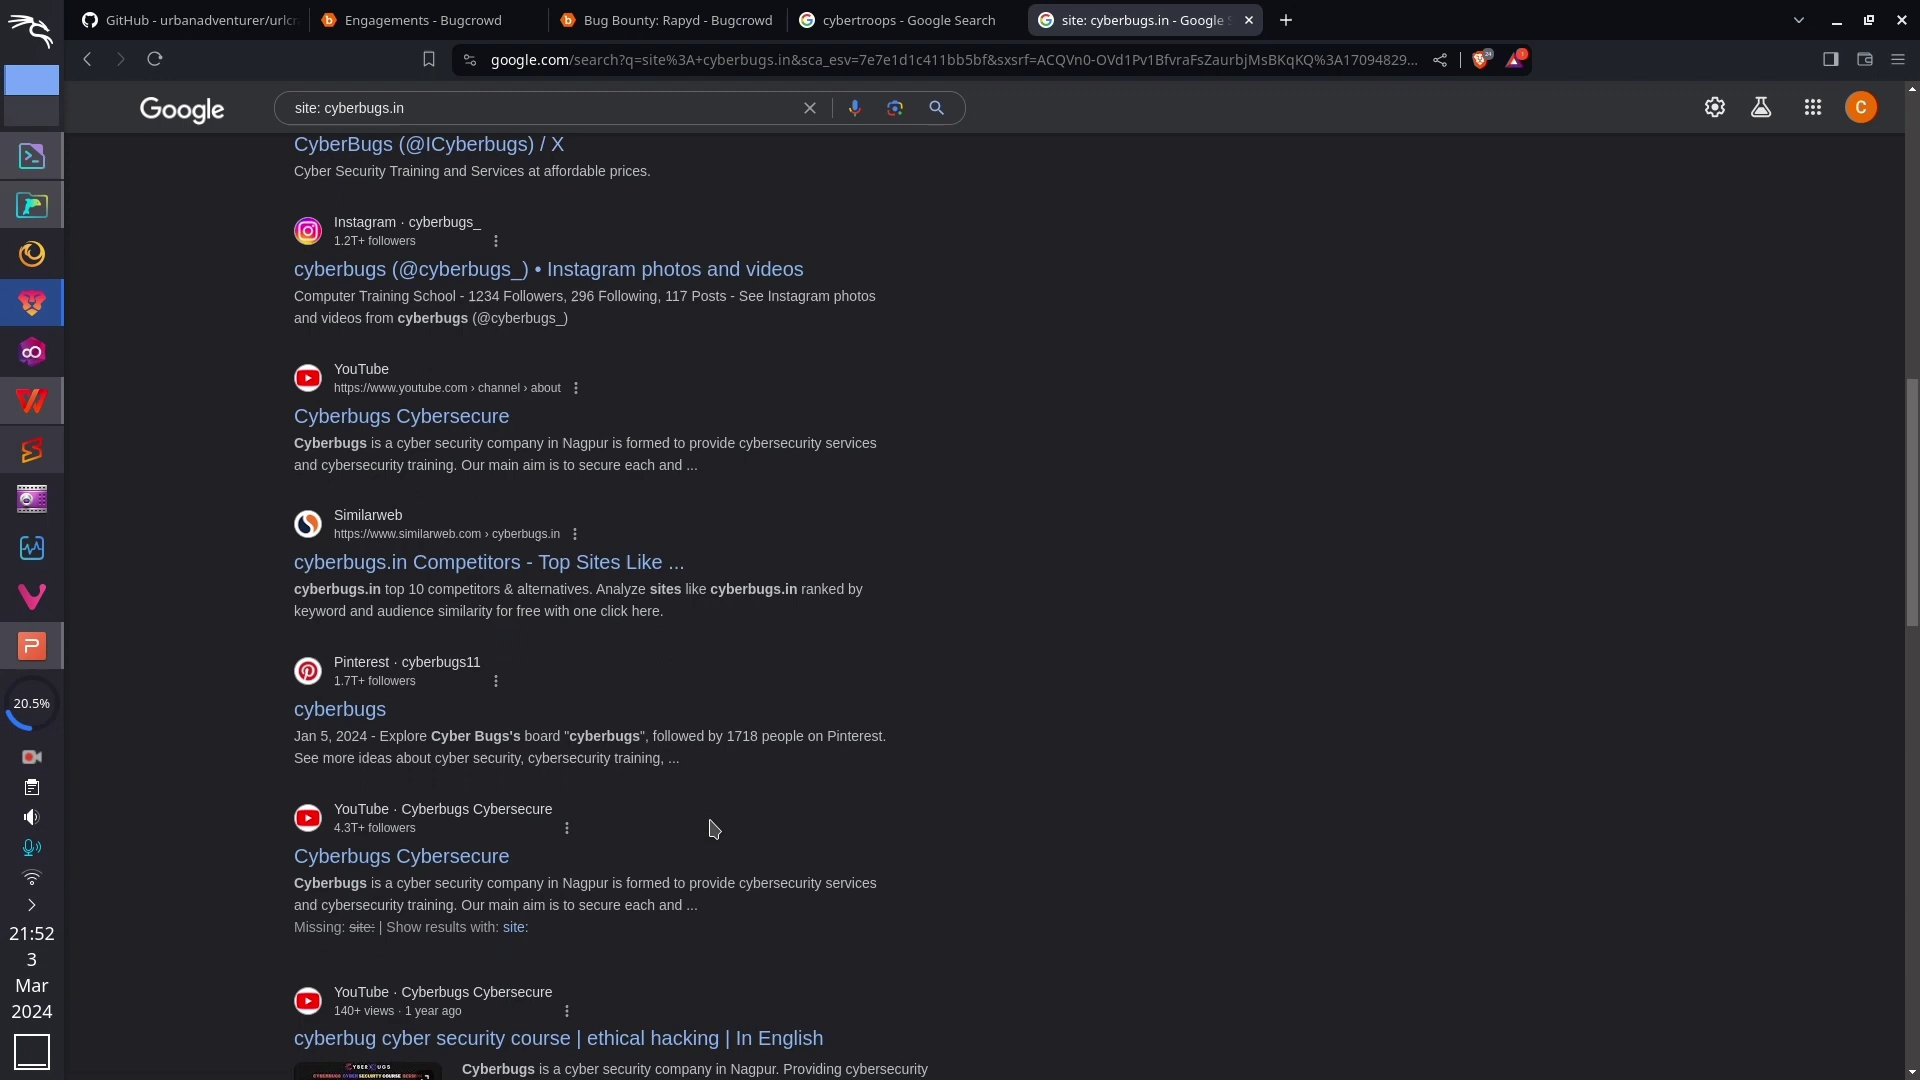 GitHub - urbanadventurer/urlcr
Engagements - Bugcrowd
Bug Bounty: Rapyd - Bugcrowd
cybertroops - Google Search
site: cyberbugs.in - Google S
google.com/search?q=site%3A+cyberbugs.in&sca_esv=7e7e1d1c411bb5bf&sxsrf=ACQVn0-OVd1Pv1BfvraFsZaurbjMsBKqKQ%3A17094829...
24
Google
site: cyberbugs.in
C
CyberBugs (@ICyberbugs) / X
Cyber Security Training and Services at affordable prices.
Instagram · cyberbugs_
1.2T+ followers
cyberbugs (@cyberbugs_) • Instagram photos and videos
Computer Training School - 1234 Followers, 296 Following, 117 Posts - See Instagram photos
and videos from cyberbugs (@cyberbugs_)
YouTube
https://www.youtube.com › channel › about
Cyberbugs Cybersecure
Cyberbugs is a cyber security company in Nagpur is formed to provide cybersecurity services
and cybersecurity training. Our main aim is to secure each and ...
Similarweb
https://www.similarweb.com › cyberbugs.in
cyberbugs.in Competitors - Top Sites Like ...
cyberbugs.in top 10 competitors & alternatives. Analyze sites like cyberbugs.in ranked by
keyword and audience similarity for free with one click here.
Pinterest · cyberbugs11
1.7T+ followers
cyberbugs
Jan 5, 2024 - Explore Cyber Bugs's board "cyberbugs", followed by 1718 people on Pinterest.
See more ideas about cyber security, cybersecurity training, ...
YouTube · Cyberbugs Cybersecure
4.3T+ followers
Cyberbugs Cybersecure
Cyberbugs is a cyber security company in Nagpur is formed to provide cybersecurity services
and cybersecurity training. Our main aim is to secure each and ...
Missing: site: | Show results with: site:
YouTube · Cyberbugs Cybersecure
140+ views · 1 year ago
cyberbug cyber security course | ethical hacking | In English
Cyberbugs is a cyber security company in Nagpur. Providing cybersecurity
20.5%
21:52
3
Mar
2024